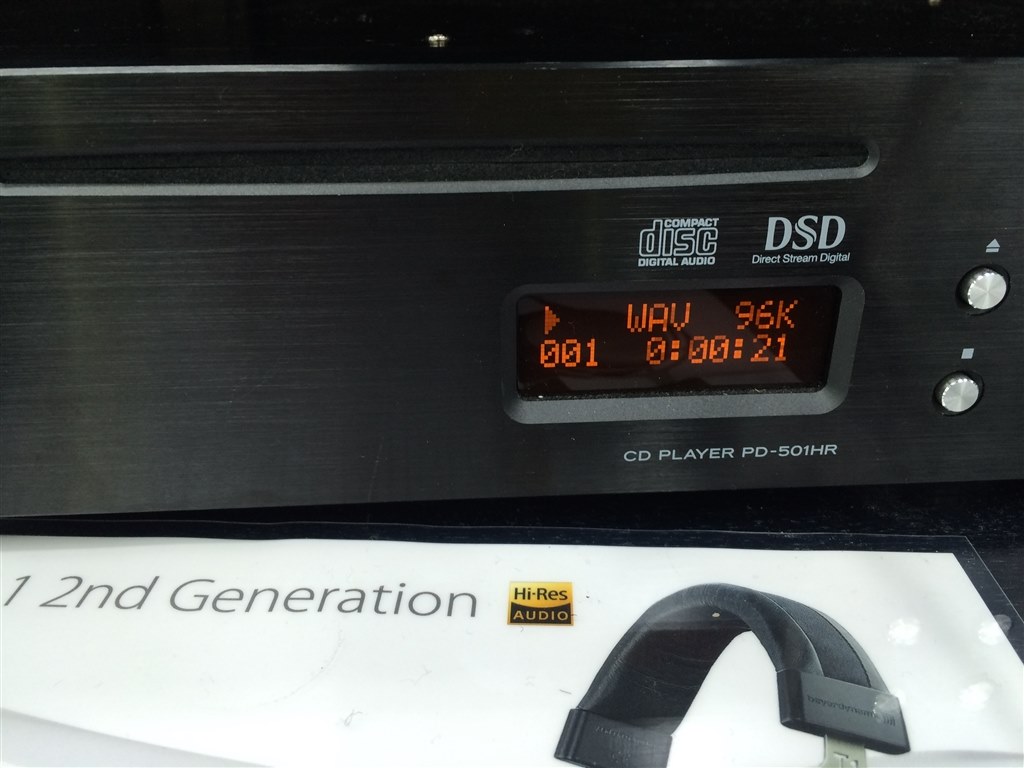 COMPACT
disc
DIGITAL AUDIO
DSD
Direct Stream Digital
WAV 96K
001 0:00:21
CD PLAYER PD-501HR
1 2nd Generation
Hi-Res
AUDIO
beyerdynamic